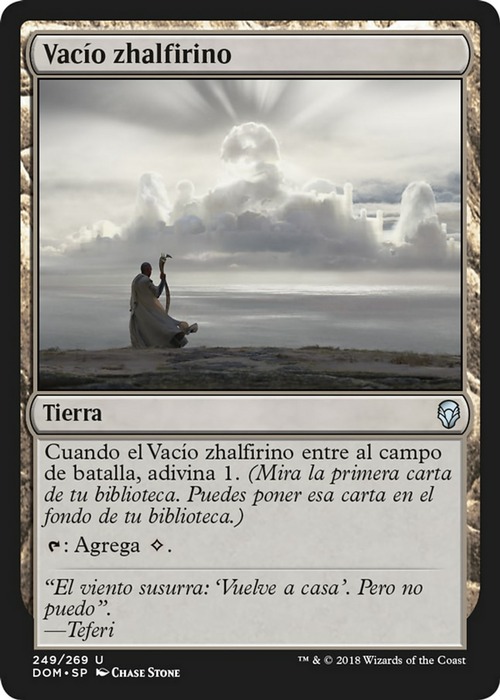 Vacío zhalfirino
Tierra
Cuando el Vacío zhalfirino entre al campo
de batalla, adivina 1. (Mira la primera carta
de tu biblioteca. Puedes poner esa carta en el
fondo de tu biblioteca.)
: Agrega .
“El viento susurra: ‘Vuelve a casa’. Pero no
puedo”.
—Teferi
249/269 U
DOM • SP Chase Stone
™ & © 2018 Wizards of the Coast